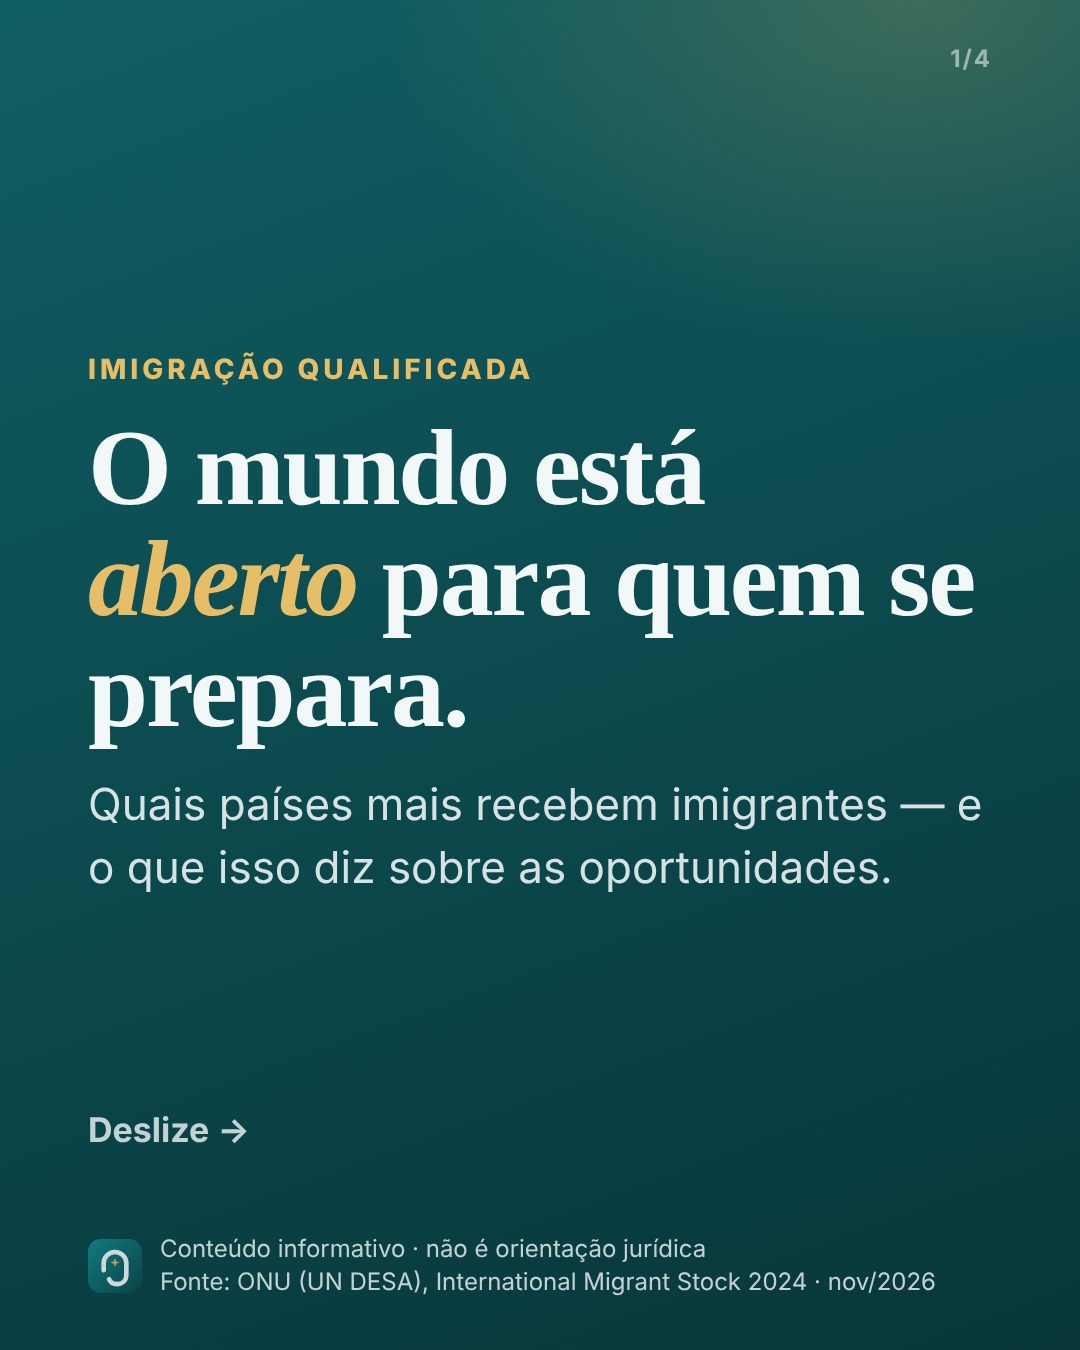 1/4
IMIGRAÇÃO QUALIFICADA
O mundo está
aberto para quem se
prepara.
Quais países mais recebem imigrantes — e
o que isso diz sobre as oportunidades.
Deslize →
Conteúdo informativo · não é orientação jurídica
Fonte: ONU (UN DESA), International Migrant Stock 2024 · nov/2026